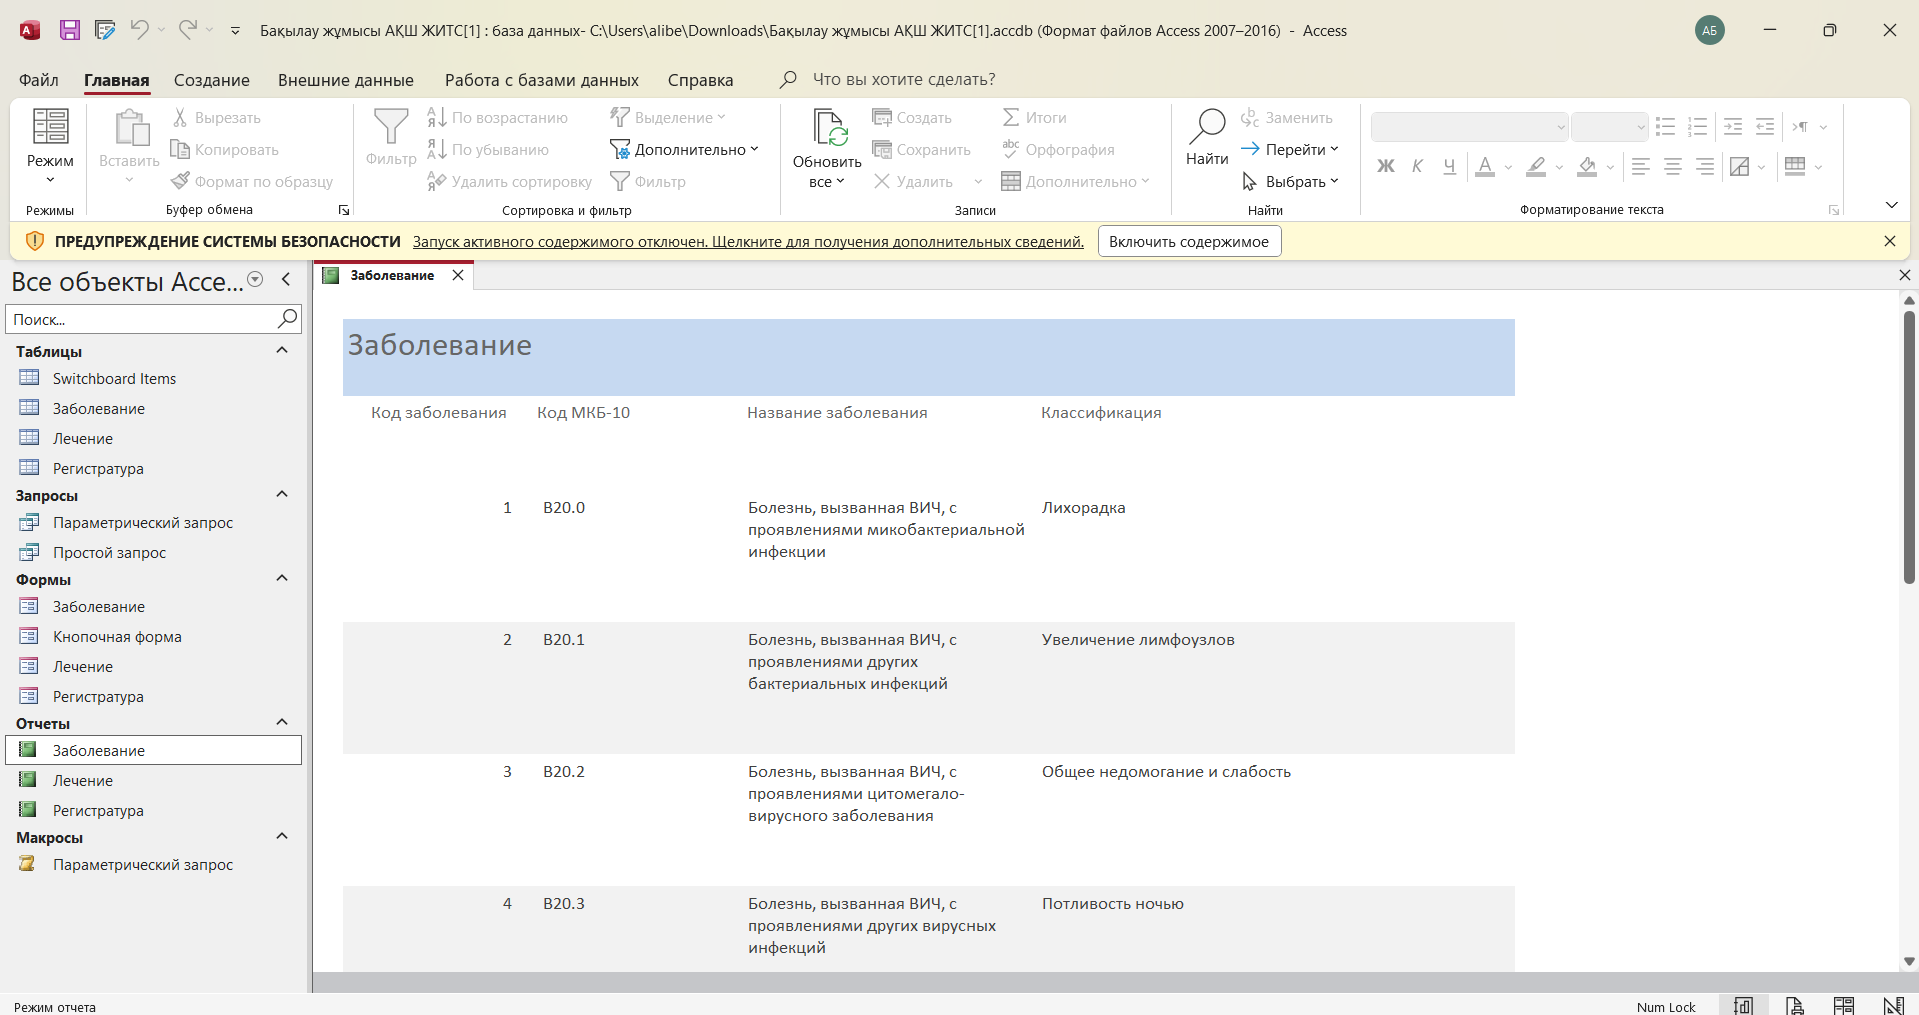 Бақылау жұмысы АҚШ ЖИТС[1] : база данных- C:\Users\alibe\Downloads\Бақылау жұмысы АҚШ ЖИТС[1].accdb (Формат файлов Access 2007–2016) - Access
АБ
Файл Главная Создание Внешние данные Работа с базами данных Справка Что вы хотите сделать?
Режим
Режимы
Вставить
Вырезать
Копировать
Формат по образцу
Буфер обмена
Фильтр
По возрастанию
По убыванию
Удалить сортировку
Выделение
Дополнительно
Фильтр
Сортировка и фильтр
Обновить
все
Создать
Сохранить
Удалить
Итоги
Орфография
Дополнительно
Записи
Найти
Заменить
Перейти
Выбрать
Найти
Ж К Ч А
Форматирование текста
ПРЕДУПРЕЖДЕНИЕ СИСТЕМЫ БЕЗОПАСНОСТИ Запуск активного содержимого отключен. Щелкните для получения дополнительных сведений. Включить содержимое
Все объекты Acce...
Поиск...
Таблицы
Switchboard Items
Заболевание
Лечение
Регистратура
Запросы
Параметрический запрос
Простой запрос
Формы
Заболевание
Кнопочная форма
Лечение
Регистратура
Отчеты
Заболевание
Лечение
Регистратура
Макросы
Параметрический запрос
Заболевание
Заболевание
Код заболевания Код МКБ-10 Название заболевания Классификация
1 B20.0 Болезнь, вызванная ВИЧ, с Лихорадка
проявлениями микобактериальной
инфекции
2 B20.1 Болезнь, вызванная ВИЧ, с Увеличение лимфоузлов
проявлениями других
бактериальных инфекций
3 B20.2 Болезнь, вызванная ВИЧ, с Общее недомогание и слабость
проявлениями цитомегало-
вирусного заболевания
4 B20.3 Болезнь, вызванная ВИЧ, с Потливость ночью
проявлениями других вирусных
инфекций
Режим отчета
Num Lock